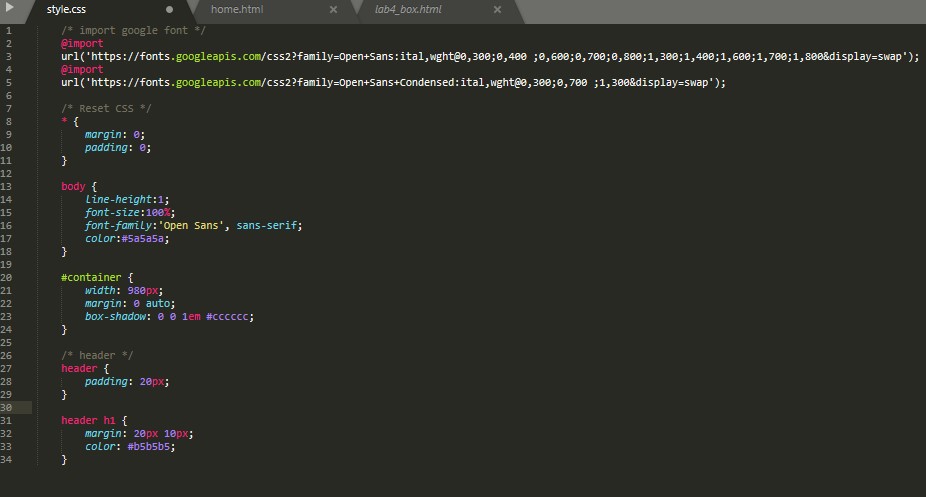 style.css home.html lab4_box.html
1 /* import google font */
2 @import
3 url('https://fonts.googleapis.com/css2?family=Open+Sans:ital,wght@0,300;0,400 ;0,600;0,700;0,800;1,300;1,400;1,600;1,700;1,800&display=swap');
4 @import
5 url('https://fonts.googleapis.com/css2?family=Open+Sans+Condensed:ital,wght@0,300;0,700 ;1,300&display=swap');
6
7 /* Reset CSS */
8 * {
9 margin: 0;
10 padding: 0;
11 }
12
13 body {
14 line-height:1;
15 font-size:100%;
16 font-family:'Open Sans', sans-serif;
17 color:#5a5a5a;
18 }
19
20 #container {
21 width: 980px;
22 margin: 0 auto;
23 box-shadow: 0 0 1em #cccccc;
24 }
25
26 /* header */
27 header {
28 padding: 20px;
29 }
30
31 header h1 {
32 margin: 20px 10px;
33 color: #b5b5b5;
34 }